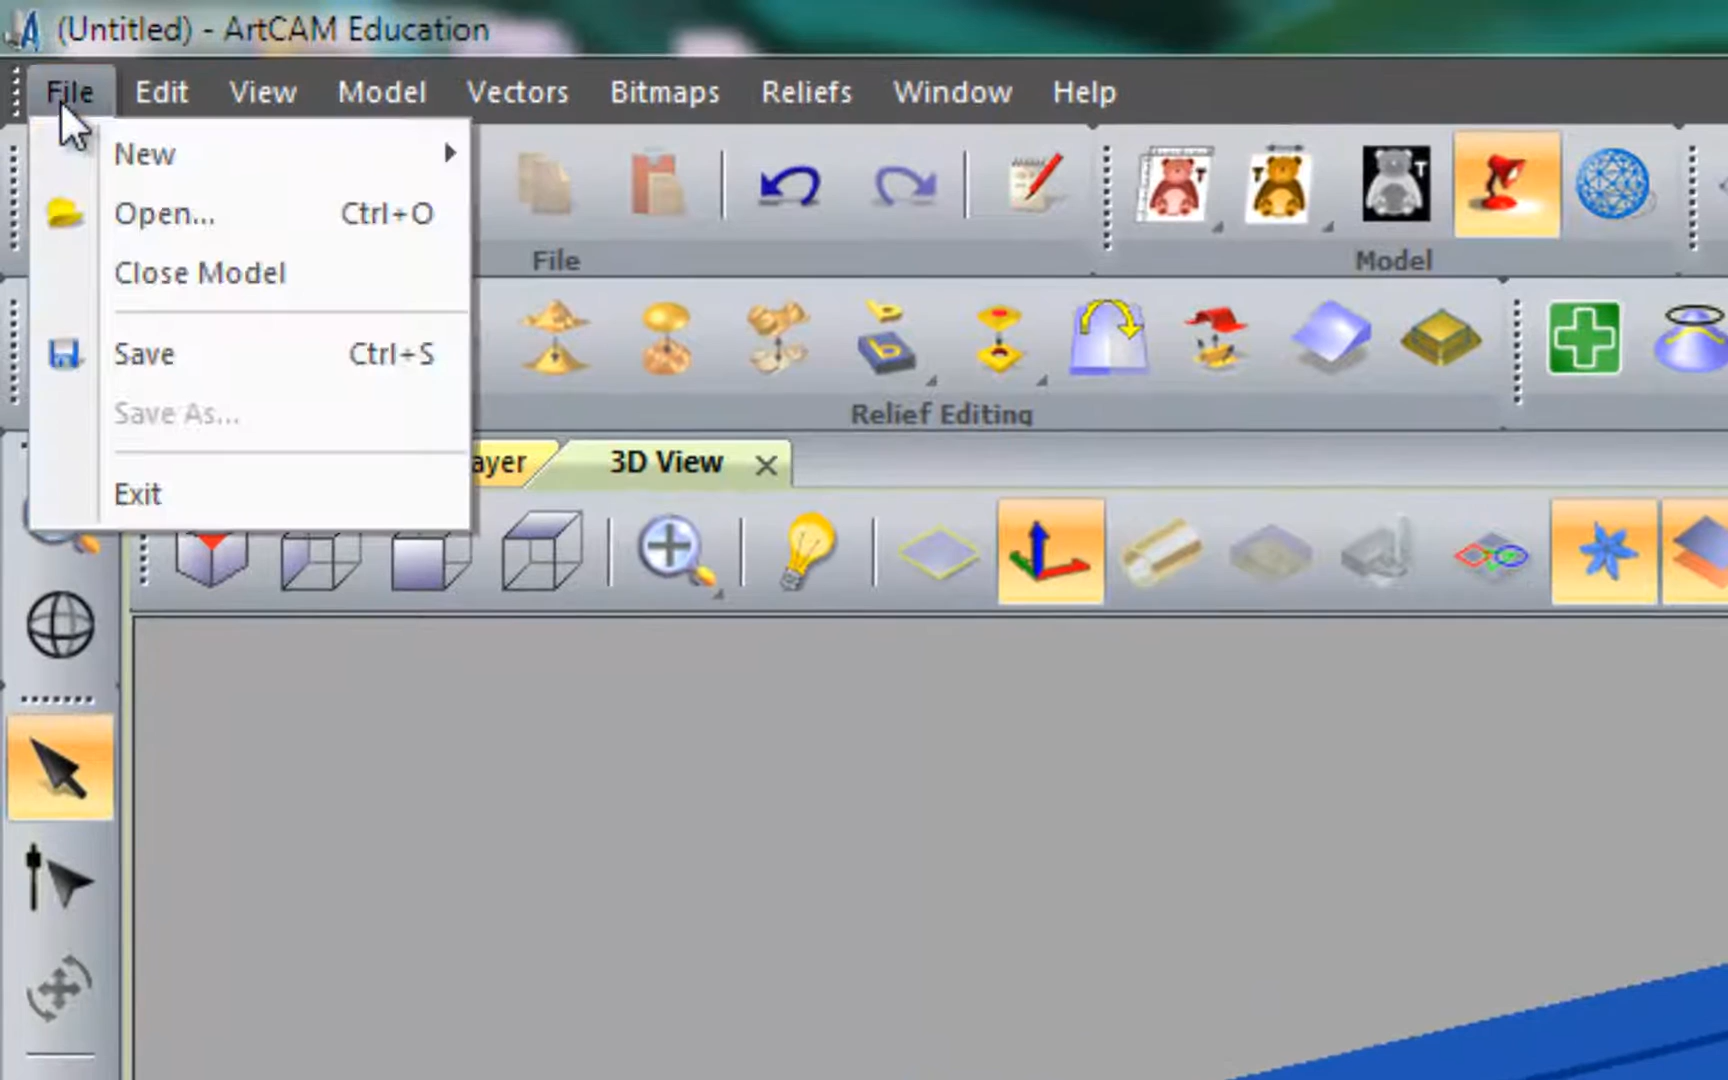 (Untitled) - ArtCAM Education
File Edit View Model Vectors Bitmaps Reliefs Window Help
New
Open... Ctrl+O
Close Model
Save Ctrl+S
Save As...
Exit
File Model
Relief Editing
ayer 3D View